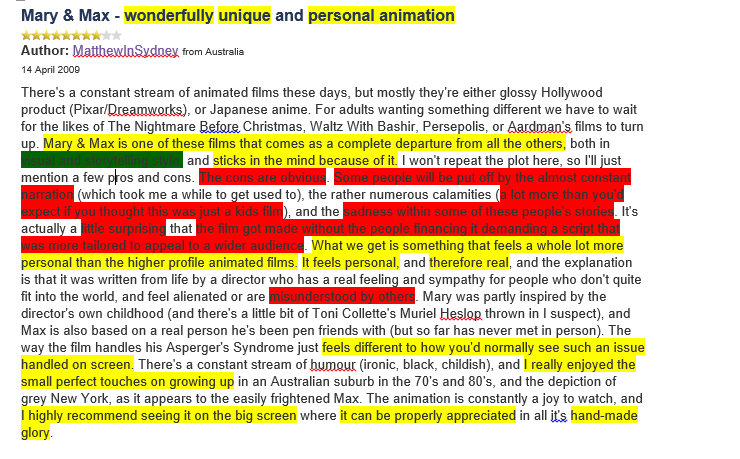 Mary & Max - wonderfully unique and personal animation
Author: MatthewInSydney from Australia
14 April 2009
There's a constant stream of animated films these days, but mostly they're either glossy Hollywood
product (Pixar/Dreamworks), or Japanese anime. For adults wanting something different we have to wait
for the likes of The Nightmare Before Christmas, Waltz With Bashir, Persepolis, or Aardman's films to turn
up. Mary & Max is one of these films that comes as a complete departure from all the others, both in
visual and storytelling style, and sticks in the mind because of it. I won't repeat the plot here, so I'll just
mention a few pros and cons. The cons are obvious. Some people will be put off by the almost constant
narration (which took me a while to get used to), the rather numerous calamities (a lot more than you'd
expect if you thought this was just a kids film), and the sadness within some of these people's stories. It's
actually a little surprising that the film got made without the people financing it demanding a script that
was more tailored to appeal to a wider audience. What we get is something that feels a whole lot more
personal than the higher profile animated films. It feels personal, and therefore real, and the explanation
is that it was written from life by a director who has a real feeling and sympathy for people who don't quite
fit into the world, and feel alienated or are misunderstood by others. Mary was partly inspired by the
director's own childhood (and there's a little bit of Toni Collette's Muriel Heslop thrown in I suspect), and
Max is also based on a real person he's been pen friends with (but so far has never met in person). The
way the film handles his Asperger's Syndrome just feels different to how you'd normally see such an issue
handled on screen. There's a constant stream of humour (ironic, black, childish), and I really enjoyed the
small perfect touches on growing up in an Australian suburb in the 70's and 80's, and the depiction of
grey New York, as it appears to the easily frightened Max. The animation is constantly a joy to watch, and
I highly recommend seeing it on the big screen where it can be properly appreciated in all it's hand-made
glory.